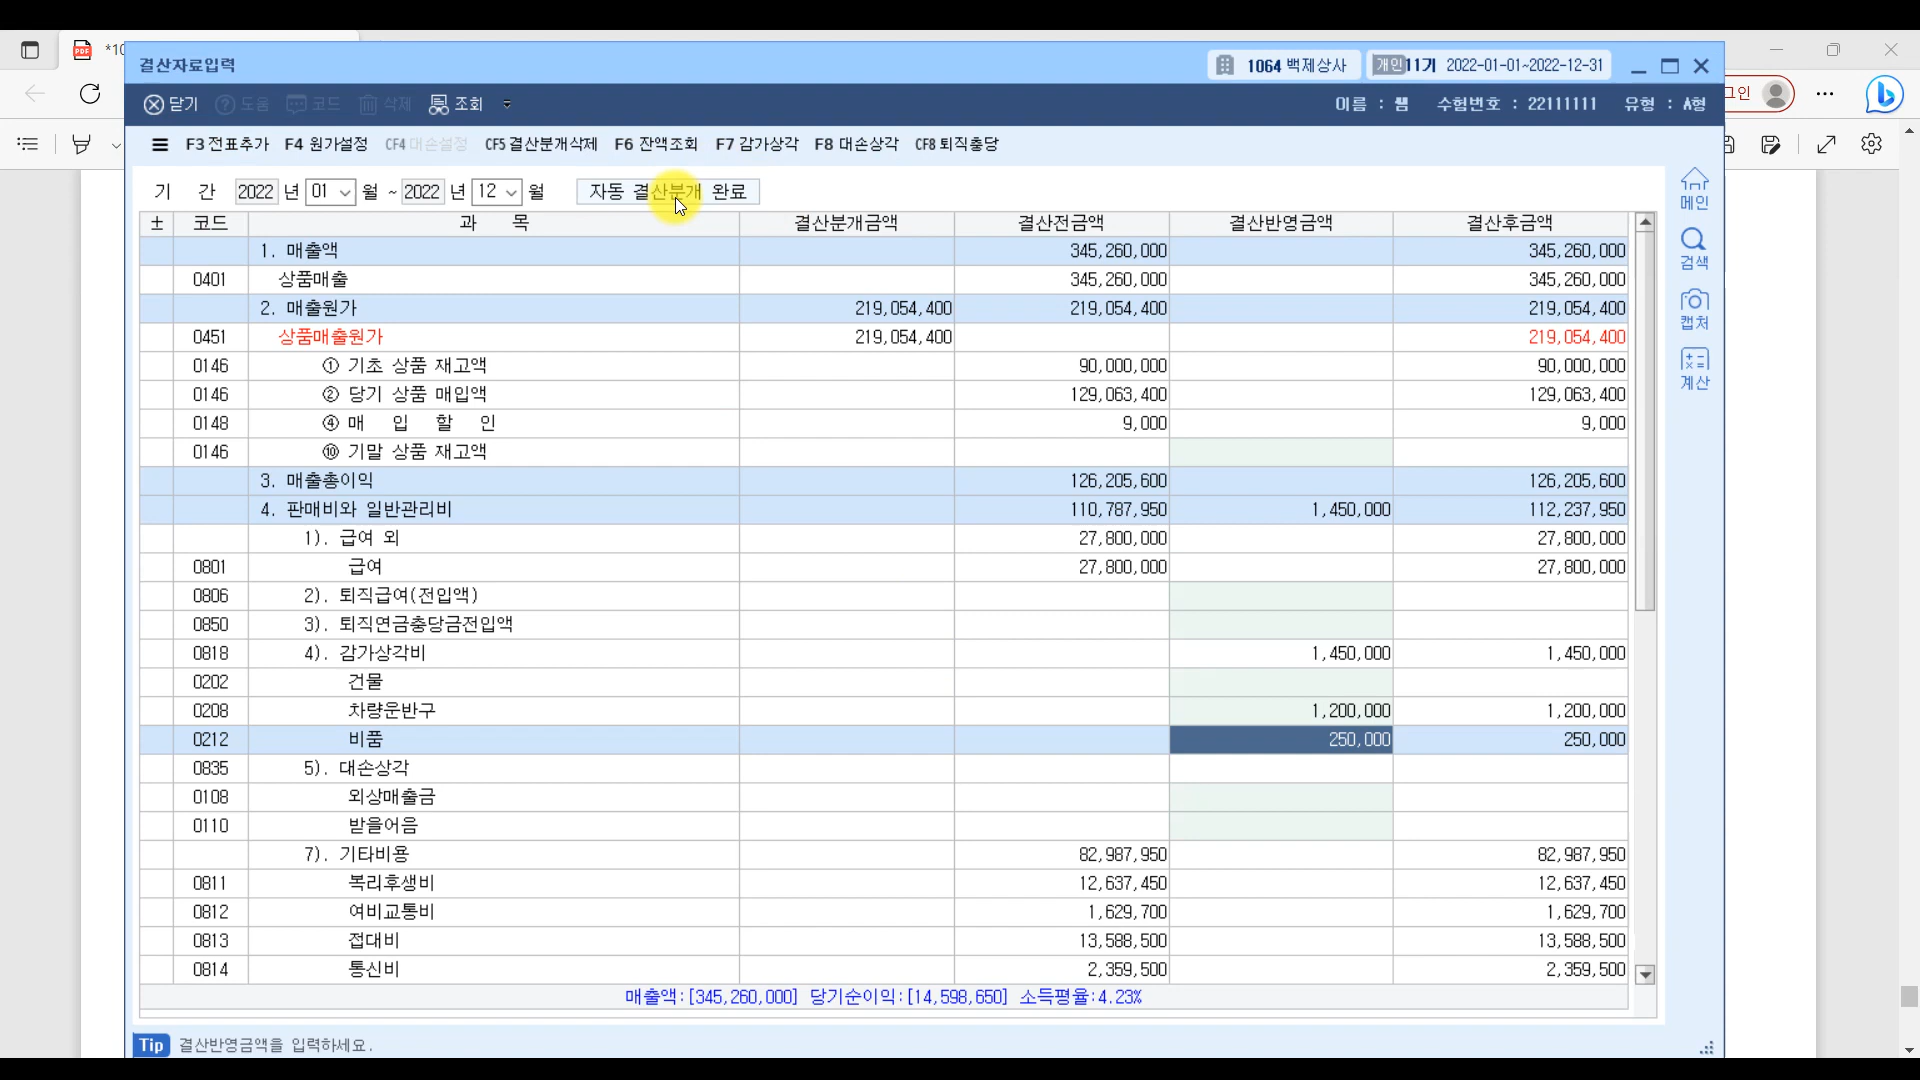 *10
결산자료입력
1064 백제상사 개인11기 2022-01-01~2022-12-31
닫기 도움 코드 삭제 조회 이름 : 쌤 수험번호 : 22111111 유형 : A형
인
F3전표추가 F4 원가설정 CF4대손설정 CF5결산분개삭제 F6 잔액조회 F7감가상각 F8 대손상각 CF8퇴직충당
기 간 2022 년 01 월 ~ 2022 년 12 월 자동 결산분개 완료
± 코드 과 목 결산분개금액 결산전금액 결산반영금액 결산후금액
1. 매출액 345,260,000 345,260,000
0401 상품매출 345,260,000 345,260,000
2. 매출원가 219,054,400 219,054,400 219,054,400
0451 상품매출원가 219,054,400 219,054,400
0146 ① 기초 상품 재고액 90,000,000 90,000,000
0146 ② 당기 상품 매입액 129,063,400 129,063,400
0148 ④ 매 입 할 인 9,000 9,000
0146 ⑩ 기말 상품 재고액
3. 매출총이익 126,205,600 126,205,600
4. 판매비와 일반관리비 110,787,950 1,450,000 112,237,950
1). 급여 외 27,800,000 27,800,000
0801 급여 27,800,000 27,800,000
0806 2). 퇴직급여(전입액)
0850 3). 퇴직연금충당금전입액
0818 4). 감가상각비 1,450,000 1,450,000
0202 건물
0208 차량운반구 1,200,000 1,200,000
0212 비품 250,000 250,000
0835 5). 대손상각
0108 외상매출금
0110 받을어음
7). 기타비용 82,987,950 82,987,950
0811 복리후생비 12,637,450 12,637,450
0812 여비교통비 1,629,700 1,629,700
0813 접대비 13,588,500 13,588,500
0814 통신비 2,359,500 2,359,500
매출액:[345,260,000] 당기순이익:[14,598,650] 소득평율:4.23%
Tip 결산반영금액을 입력하세요.
메인
검색
캡처
계산